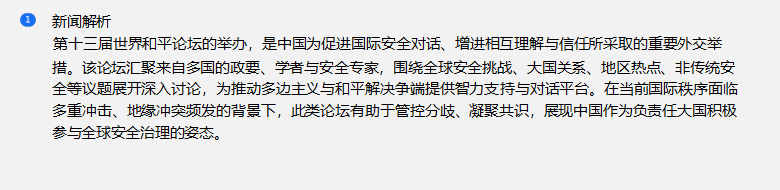 1 新闻解析
第十三届世界和平论坛的举办，是中国为促进国际安全对话、增进相互理解与信任所采取的重要外交举
措。该论坛汇聚来自多国的政要、学者与安全专家，围绕全球安全挑战、大国关系、地区热点、非传统安
全等议题展开深入讨论，为推动多边主义与和平解决争端提供智力支持与对话平台。在当前国际秩序面临
多重冲击、地缘冲突频发的背景下，此类论坛有助于管控分歧、凝聚共识，展现中国作为负责任大国积极
参与全球安全治理的姿态。